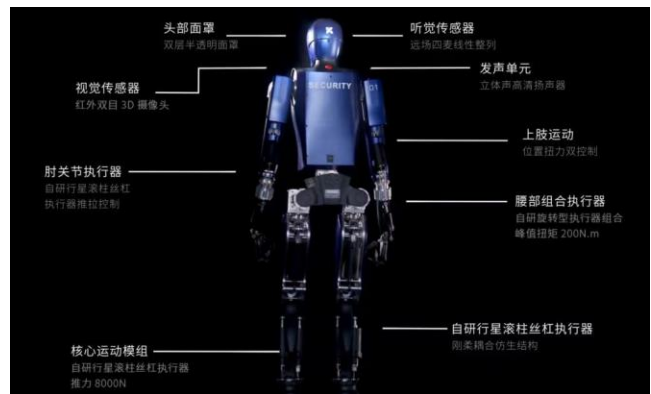 头部面罩
双层半透明面罩
听觉传感器
远场四麦线性整列
视觉传感器
红外双目 3D 摄像头
发声单元
立体声高清扬声器
SECURITY
01
上肢运动
位置扭力双控制
肘关节执行器
自研行星滚柱丝杠
执行器推拉控制
腰部组合执行器
自研旋转型执行器组合
峰值扭矩 200N.m
自研行星滚柱丝杠执行器
刚柔耦合仿生结构
核心运动模组
自研行星滚柱丝杠执行器
推力 8000N